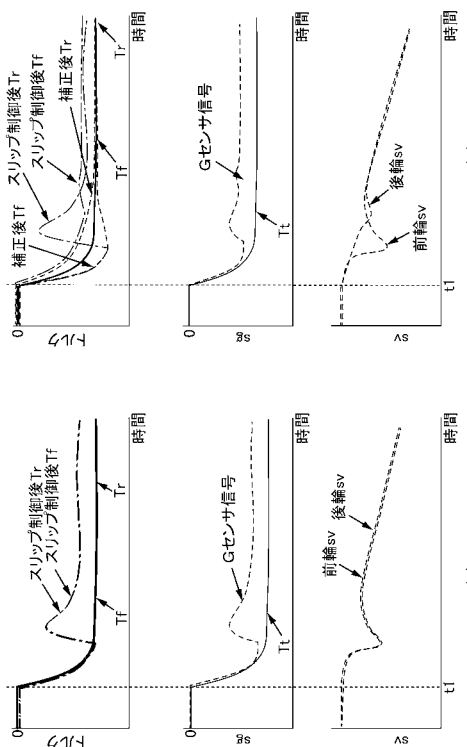 0
トルク
スリップ制御後Tr
スリップ制御後Tf
Tf
Tr
時間
0
sg
Gセンサ信号
Tt
時間
sv
前輪sv
後輪sv
t1
時間
0
トルク
補正後Tf
スリップ制御後Tr
スリップ制御後Tf
補正後Tr
Tf
Tr
時間
0
sg
Gセンサ信号
Tt
時間
sv
前輪sv
後輪sv
t1
時間